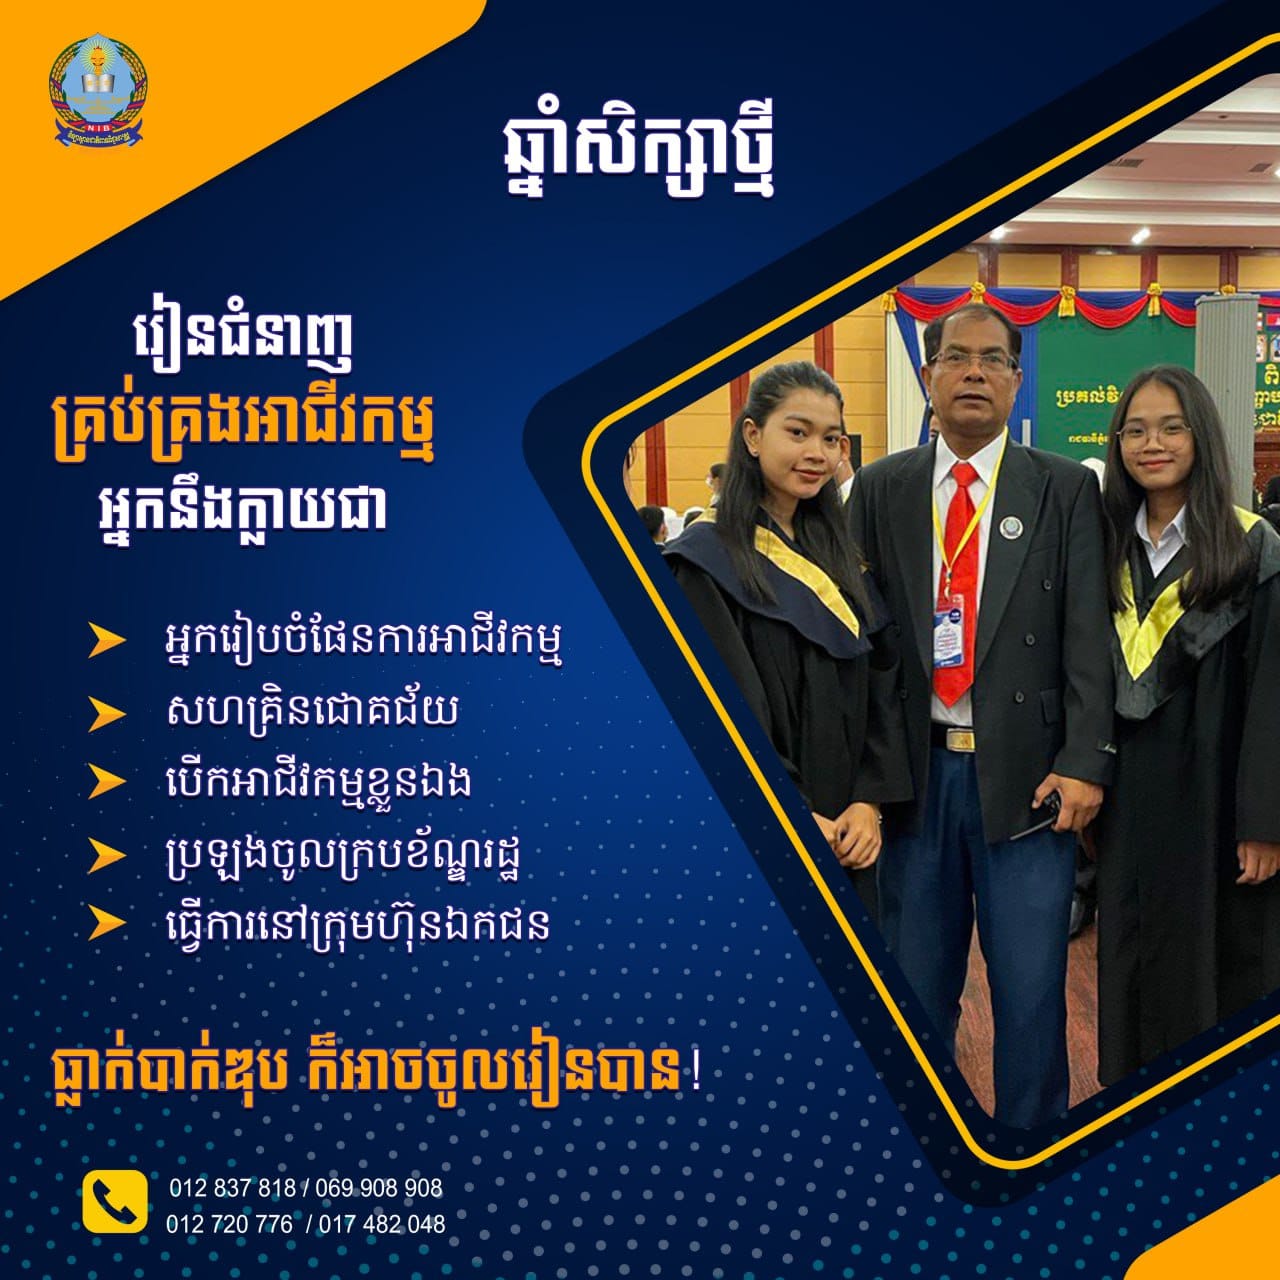 NIB
ឆ្នាំសិក្សាថ្មី
រៀនជំនាញ
គ្រប់គ្រងអាជីវកម្ម
អ្នកនឹងក្លាយជា
អ្នករៀបចំផែនការអាជីវកម្ម
សហគ្រិនជោគជ័យ
បើកអាជីវកម្មខ្លួនឯង
ប្រឡងចូលក្របខ័ណ្ឌរដ្ឋ
ធ្វើការនៅក្រុមហ៊ុនឯកជន
ធ្លាក់បាក់ឌុប ក៏អាចចូលរៀនបាន!
012 837 818 / 069 908 908
012 720 776 / 017 482 048
ប្រគល់វិ